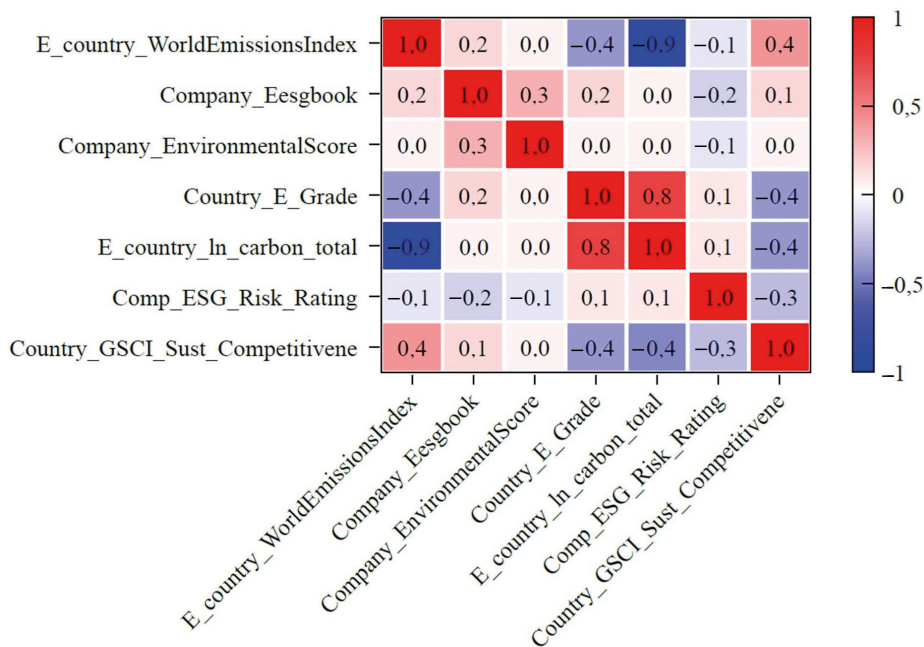 E_country_WorldEmissionsIndex 1,0 0,2 0,0 −0,4 −0,9 −0,1 0,4
Company_Eesgbook 0,2 1,0 0,3 0,2 0,0 −0,2 0,1
Company_EnvironmentalScore 0,0 0,3 1,0 0,0 0,0 −0,1 0,0
Country_E_Grade −0,4 0,2 0,0 1,0 0,8 0,1 −0,4
E_country_ln_carbon_total −0,9 0,0 0,0 0,8 1,0 0,1 −0,4
Comp_ESG_Risk_Rating −0,1 −0,2 −0,1 0,1 0,1 1,0 −0,3
Country_GSCI_Sust_Competitivene 0,4 0,1 0,0 −0,4 −0,4 −0,3 1,0
E_country_WorldEmissionsIndex
Company_Eesgbook
Company_EnvironmentalScore
Country_E_Grade
E_country_ln_carbon_total
Comp_ESG_Risk_Rating
Country_GSCI_Sust_Competitivene
1
0,5
0
−0,5
−1